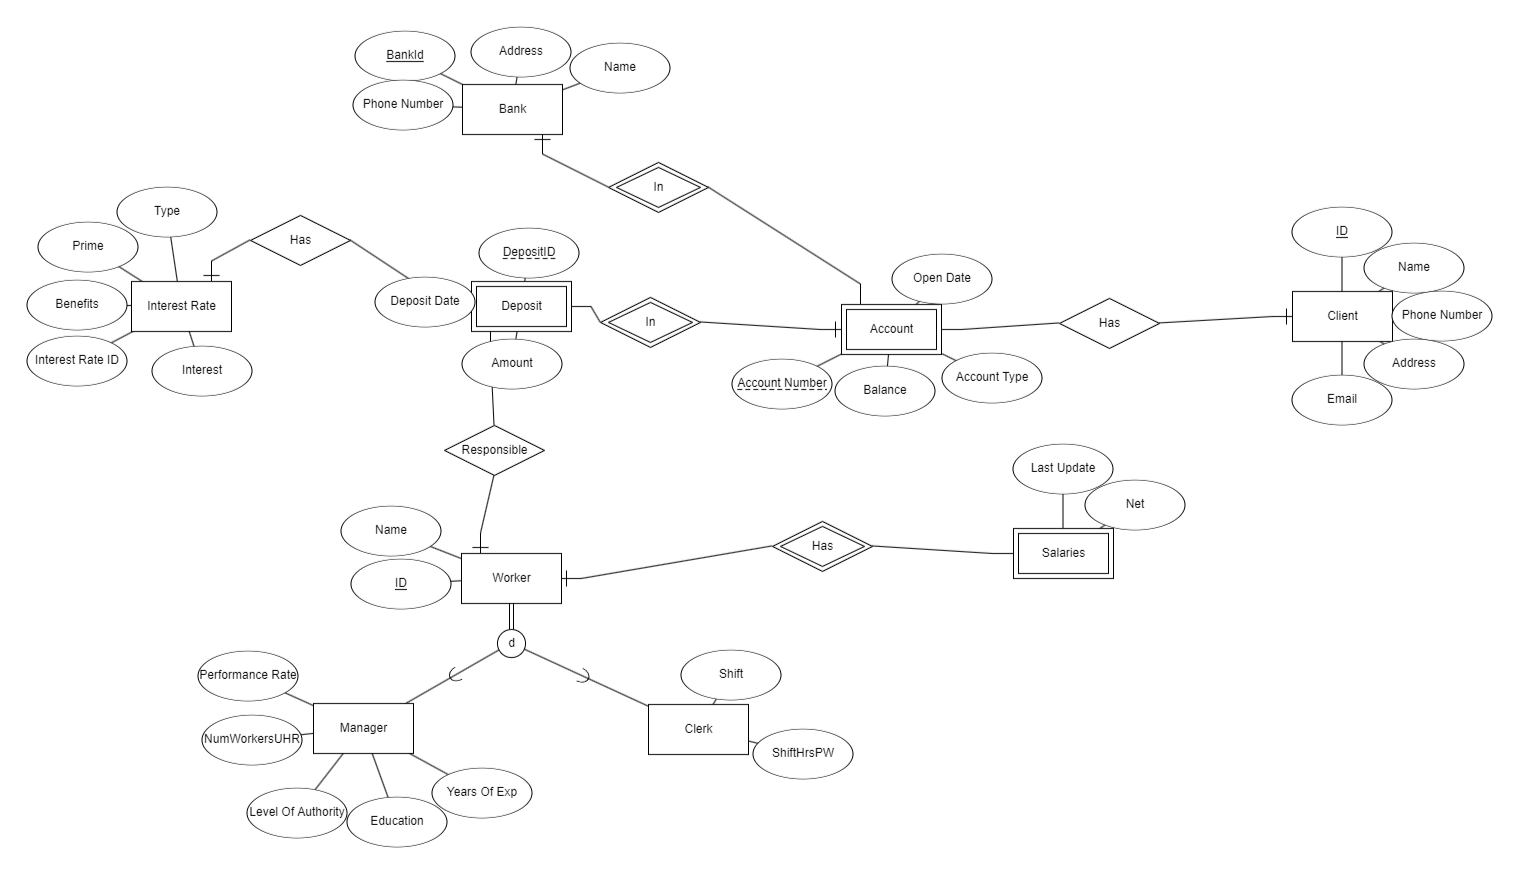 BankId
Address
Name
Phone Number
Bank
In
Type
Prime
Has
Benefits
Interest Rate
Interest Rate ID
Interest
DepositID
Deposit Date
Deposit
In
Amount
Open Date
Account
Account Number
Balance
Account Type
Has
ID
Name
Client
Phone Number
Address
Email
Responsible
Last Update
Net
Salaries
Name
ID
Worker
Has
d
Performance Rate
NumWorkersUHR
Manager
Level Of Authority
Education
Years Of Exp
Shift
Clerk
ShiftHrsPW